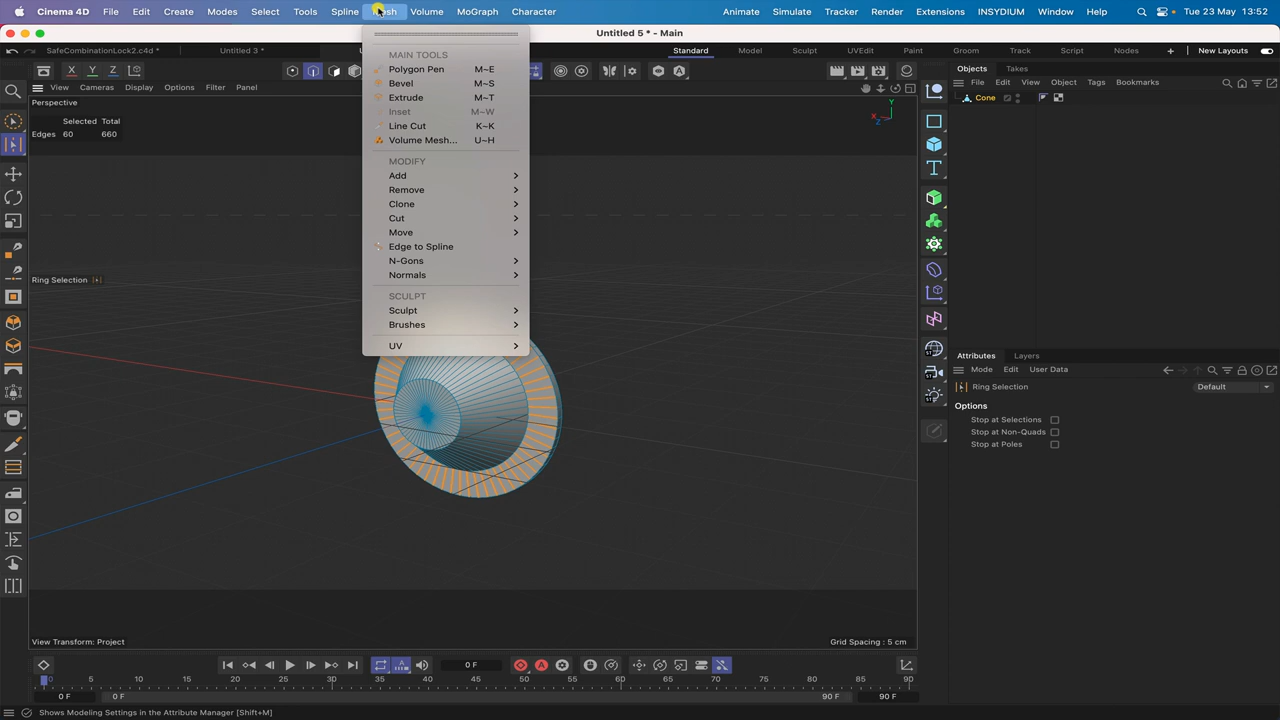 Cinema 4D File Edit Create Modes Select Tools Spline Mesh Volume MoGraph Character Animate Simulate Tracker Render Extensions INSYDIUM Window Help Tue 23 May 13:52
Untitled 5 * - Main
SafeCombinationLock2.c4d * Untitled 3 * Standard Model Sculpt UVEdit Paint Groom Track Script Nodes New Layouts
MAIN TOOLS
Polygon Pen M~E
Bevel M~S
Extrude M~T
Inset M~W
Line Cut K~K
Volume Mesh... U~H
MODIFY
Add
Remove
Clone
Cut
Move
Edge to Spline
N-Gons
Normals
SCULPT
Sculpt
Brushes
UV
View Cameras Display Options Filter Panel
Perspective
Selected Total
Edges 60 660
Ring Selection
Y
X
Z
View Transform: Project
Grid Spacing : 5 cm
Objects Takes
File Edit View Object Tags Bookmarks
Cone
Attributes Layers
Mode Edit User Data
Ring Selection Default
Options
Stop at Selections
Stop at Non-Quads
Stop at Poles
0 F
0 5 10 15 20 25 30 35 40 45 50 55 60 65 70 75 80 85 90
0 F 0 F 90 F 90 F
Shows Modeling Settings in the Attribute Manager [Shift+M]